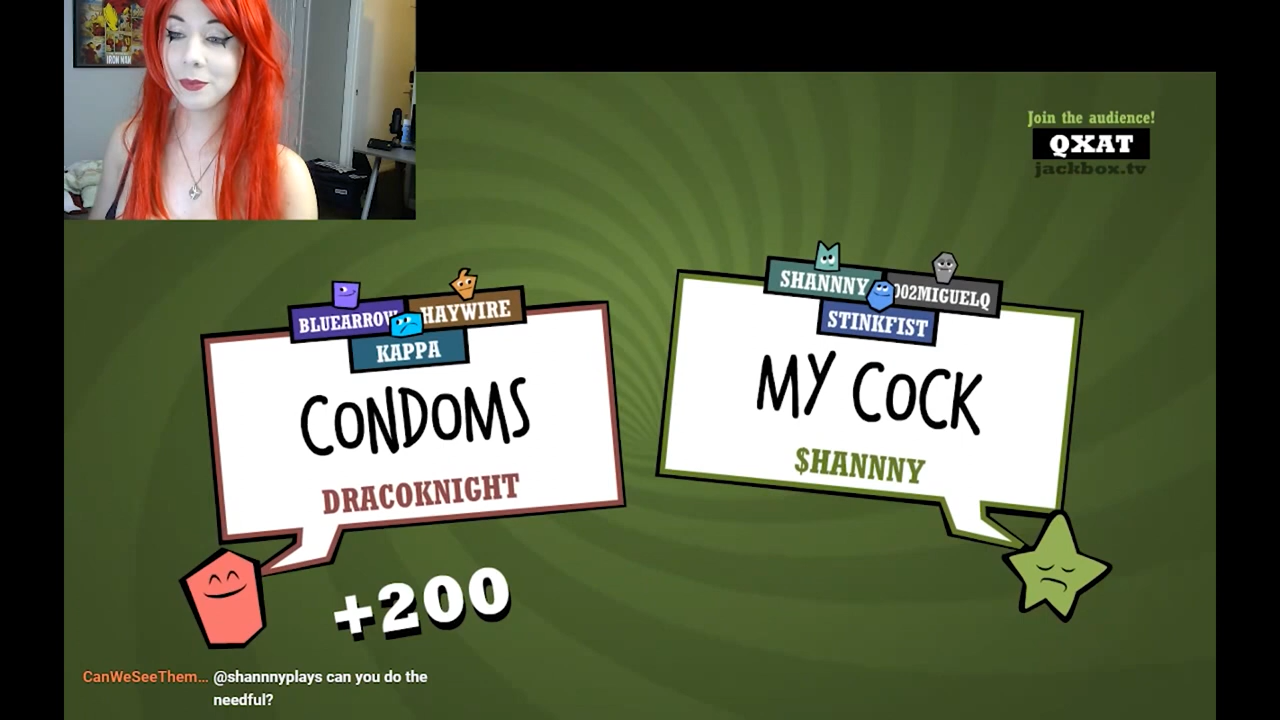 IRON MAN
Join the audience!
QXAT
jackbox.tv
BLUEARROW
HAYWIRE
KAPPA
CONDOMS
DRACOKNIGHT
+200
SHANNNY
002MIGUELQ
STINKFIST
MY COCK
$HANNNY
CanWeSeeThem... @shannnyplays can you do the
needful?